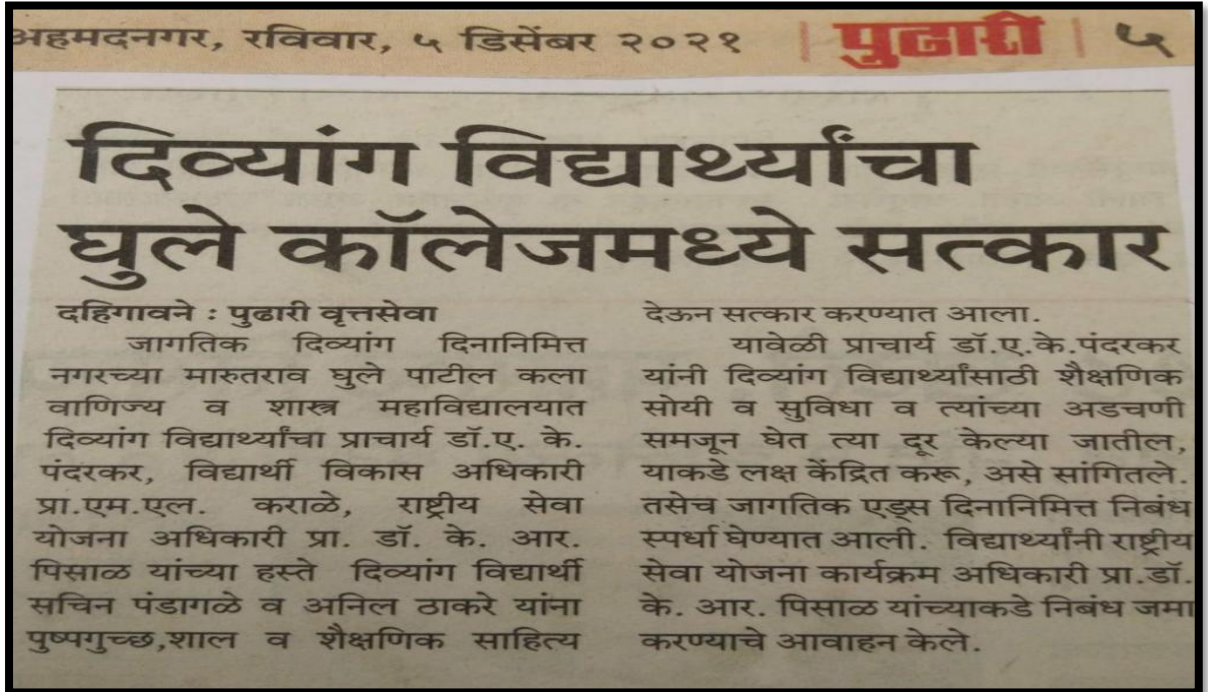 अहमदनगर, रविवार, ५ डिसेंबर २०२१ | पुढारी | ५
दिव्यांग विद्यार्थ्यांचा
घुले कॉलेजमध्ये सत्कार
दहिगावने : पुढारी वृत्तसेवा
जागतिक दिव्यांग दिनानिमित्त
नगरच्या मारुतराव घुले पाटील कला
वाणिज्य व शास्त्र महाविद्यालयात
दिव्यांग विद्यार्थ्यांचा प्राचार्य डॉ.ए. के.
पंदरकर, विद्यार्थी विकास अधिकारी
प्रा.एम.एल. कराळे, राष्ट्रीय सेवा
योजना अधिकारी प्रा. डॉ. के. आर.
पिसाळ यांच्या हस्ते दिव्यांग विद्यार्थी
सचिन पंडागळे व अनिल ठाकरे यांना
पुष्पगुच्छ,शाल व शैक्षणिक साहित्य
देऊन सत्कार करण्यात आला.
यावेळी प्राचार्य डॉ.ए.के.पंदरकर
यांनी दिव्यांग विद्यार्थ्यांसाठी शैक्षणिक
सोयी व सुविधा व त्यांच्या अडचणी
समजून घेत त्या दूर केल्या जातील,
याकडे लक्ष केंद्रित करू, असे सांगितले.
तसेच जागतिक एड्स दिनानिमित्त निबंध
स्पर्धा घेण्यात आली. विद्यार्थ्यांनी राष्ट्रीय
सेवा योजना कार्यक्रम अधिकारी प्रा.डॉ.
के. आर. पिसाळ यांच्याकडे निबंध जमा
करण्याचे आवाहन केले.